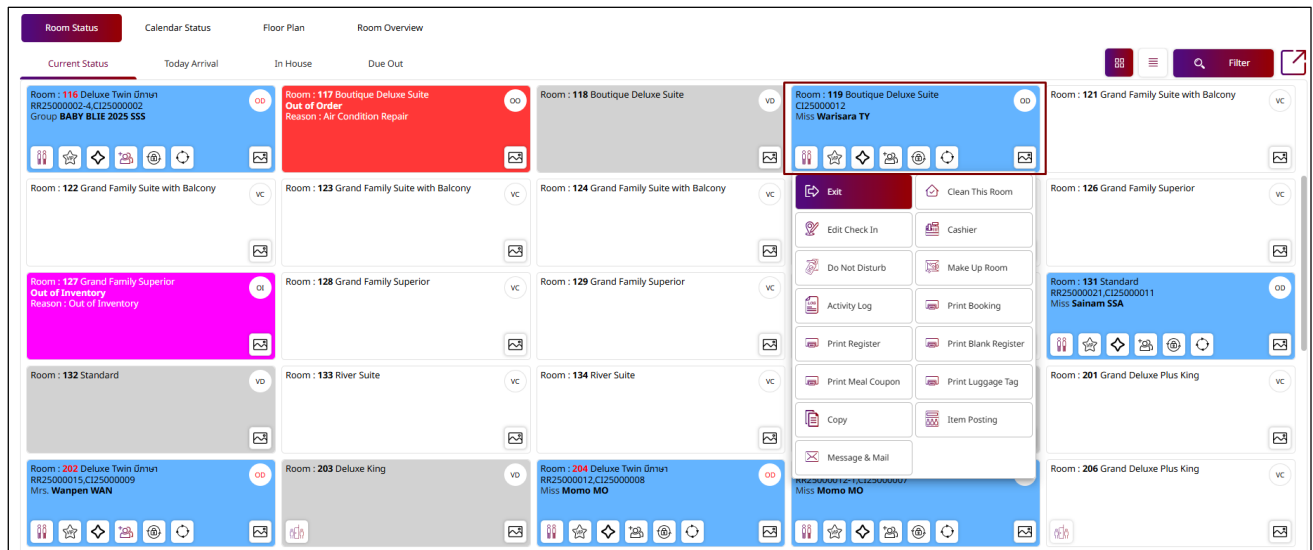 Room Status Calendar Status Floor Plan Room Overview
Current Status Today Arrival In House Due Out Filter
Room : 116 Deluxe Twin มีกษา OD
RR25000002-4,CI25000002
Group BABY BLIE 2025 SSS
Room : 117 Boutique Deluxe Suite OO
Out of Order
Reason : Air Condition Repair
Room : 118 Boutique Deluxe Suite VD
Room : 119 Boutique Deluxe Suite OD
CI25000012
Miss Warisara TY
Room : 121 Grand Family Suite with Balcony VC
Room : 122 Grand Family Suite with Balcony VC
Room : 123 Grand Family Suite with Balcony VC
Room : 124 Grand Family Suite with Balcony VC
Exit Clean This Room
Edit Check In Cashier
Do Not Disturb Make Up Room
Activity Log Print Booking
Print Register Print Blank Register
Print Meal Coupon Print Luggage Tag
Copy Item Posting
Message & Mail
Room : 126 Grand Family Superior VC
Room : 127 Grand Family Superior OI
Out of Inventory
Reason : Out of Inventory
Room : 128 Grand Family Superior VC
Room : 129 Grand Family Superior VC
Room : 131 Standard OD
RR25000021,CI25000011
Miss Sainam SSA
Room : 132 Standard VD
Room : 133 River Suite VC
Room : 134 River Suite VC
Room : 201 Grand Deluxe Plus King VC
Room : 202 Deluxe Twin มีกษา OD
RR25000015,CI25000009
Mrs. Wanpen WAN
Room : 203 Deluxe King VD
Room : 204 Deluxe Twin มีกษา OD
RR25000012,CI25000008
Miss Momo MO
RR25000012-1,CI25000007
Miss Momo MO
Room : 206 Grand Deluxe Plus King VC